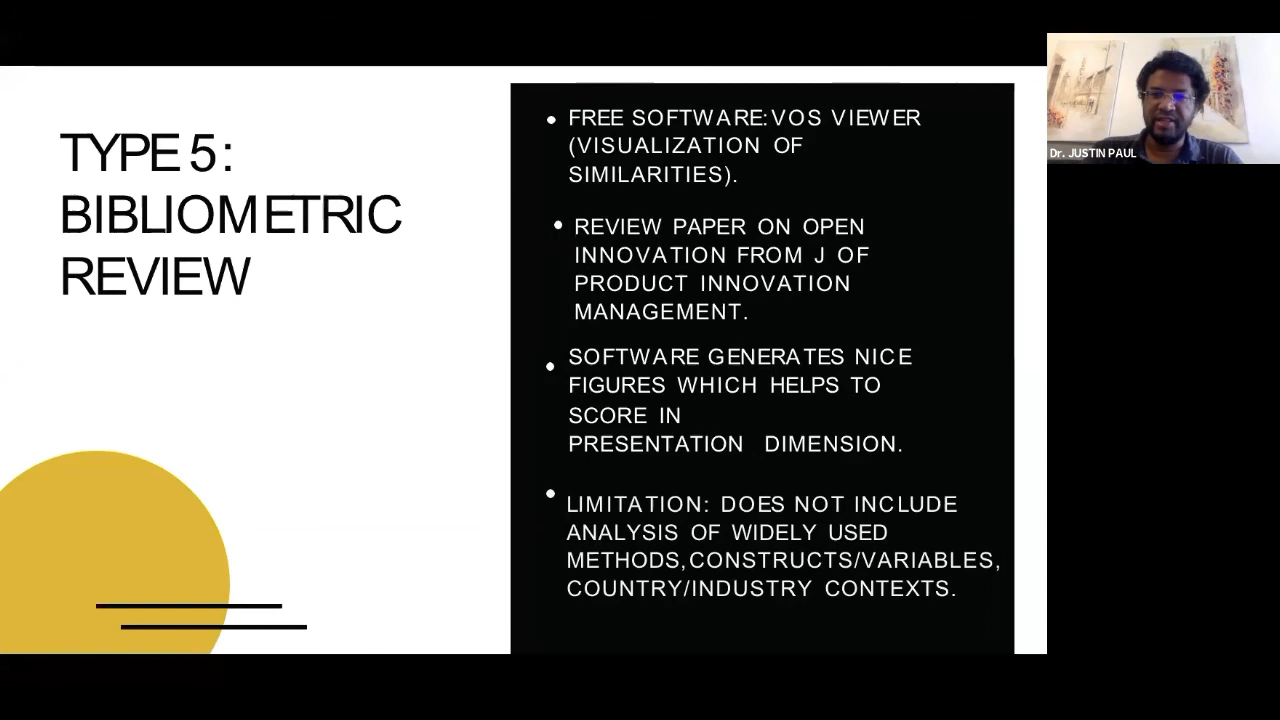 TYPE 5:
BIBLIOMETRIC
REVIEW
• FREE SOFTWARE: VOS VIEWER
(VISUALIZATION OF
SIMILARITIES).
• REVIEW PAPER ON OPEN
INNOVATION FROM J OF
PRODUCT INNOVATION
MANAGEMENT.
• SOFTWARE GENERATES NICE
FIGURES WHICH HELPS TO
SCORE IN
PRESENTATION DIMENSION.
• LIMITATION: DOES NOT INCLUDE
ANALYSIS OF WIDELY USED
METHODS,CONSTRUCTS/VARIABLES,
COUNTRY/INDUSTRY CONTEXTS.
Dr. JUSTIN PAUL